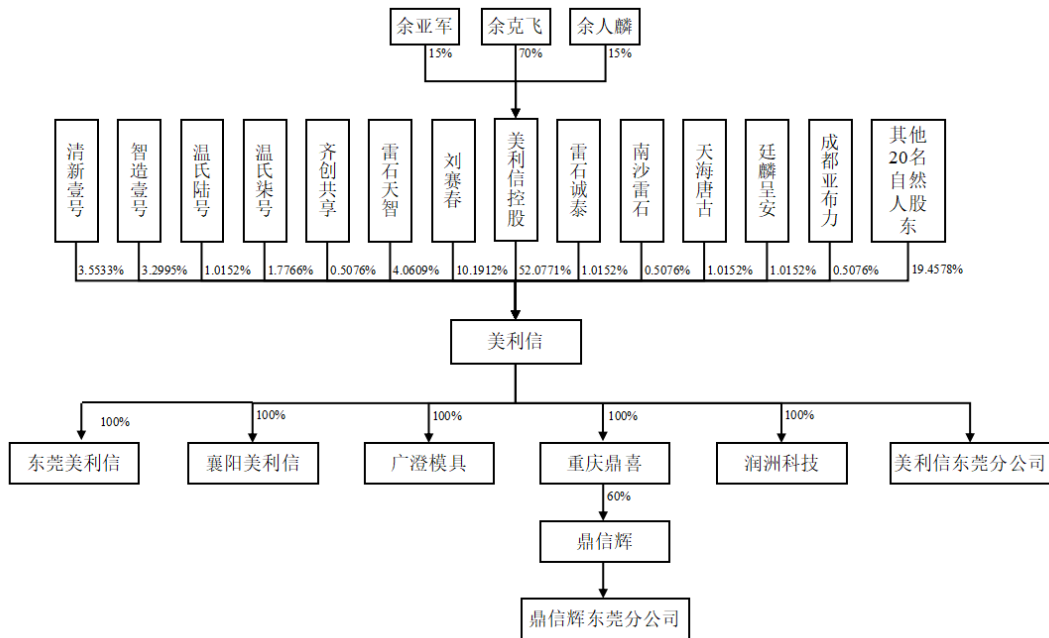 余亚军
余克飞
余人麟
15%
70%
15%
清新壹号
智造壹号
温氏陆号
温氏柒号
齐创共享
雷石天智
刘赛春
美利信控股
雷石诚泰
南沙雷石
天海唐古
廷麟呈安
成都亚布力
其他
20名
自然
人股
东
3.5533%
3.2995%
1.0152%
1.7766%
0.5076%
4.0609%
10.1912%
52.0771%
1.0152%
0.5076%
1.0152%
1.0152%
0.5076%
19.4578%
美利信
100%
100%
100%
100%
100%
东莞美利信
襄阳美利信
广澄模具
重庆鼎喜
润洲科技
美利信东莞分公司
60%
鼎信辉
鼎信辉东莞分公司